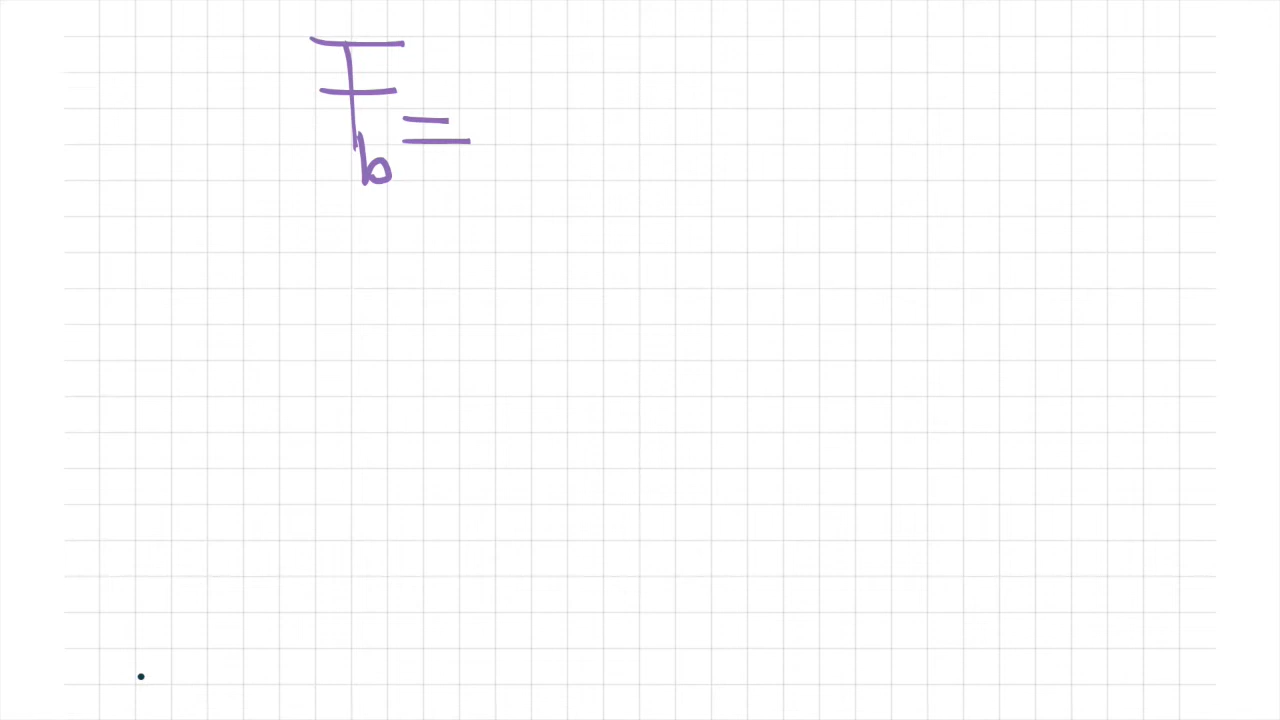 F_b =